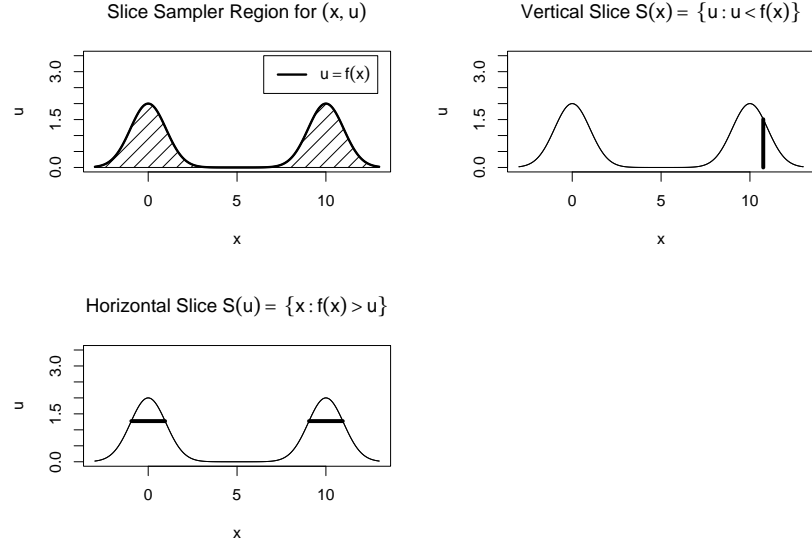 Slice Sampler Region for (x, u)
u = f(x)
u
0.0 1.5 3.0
0 5 10
x
Vertical Slice S(x) = {u : u < f(x)}
u
0.0 1.5 3.0
0 5 10
x
Horizontal Slice S(u) = {x : f(x) > u}
u
0.0 1.5 3.0
0 5 10
x